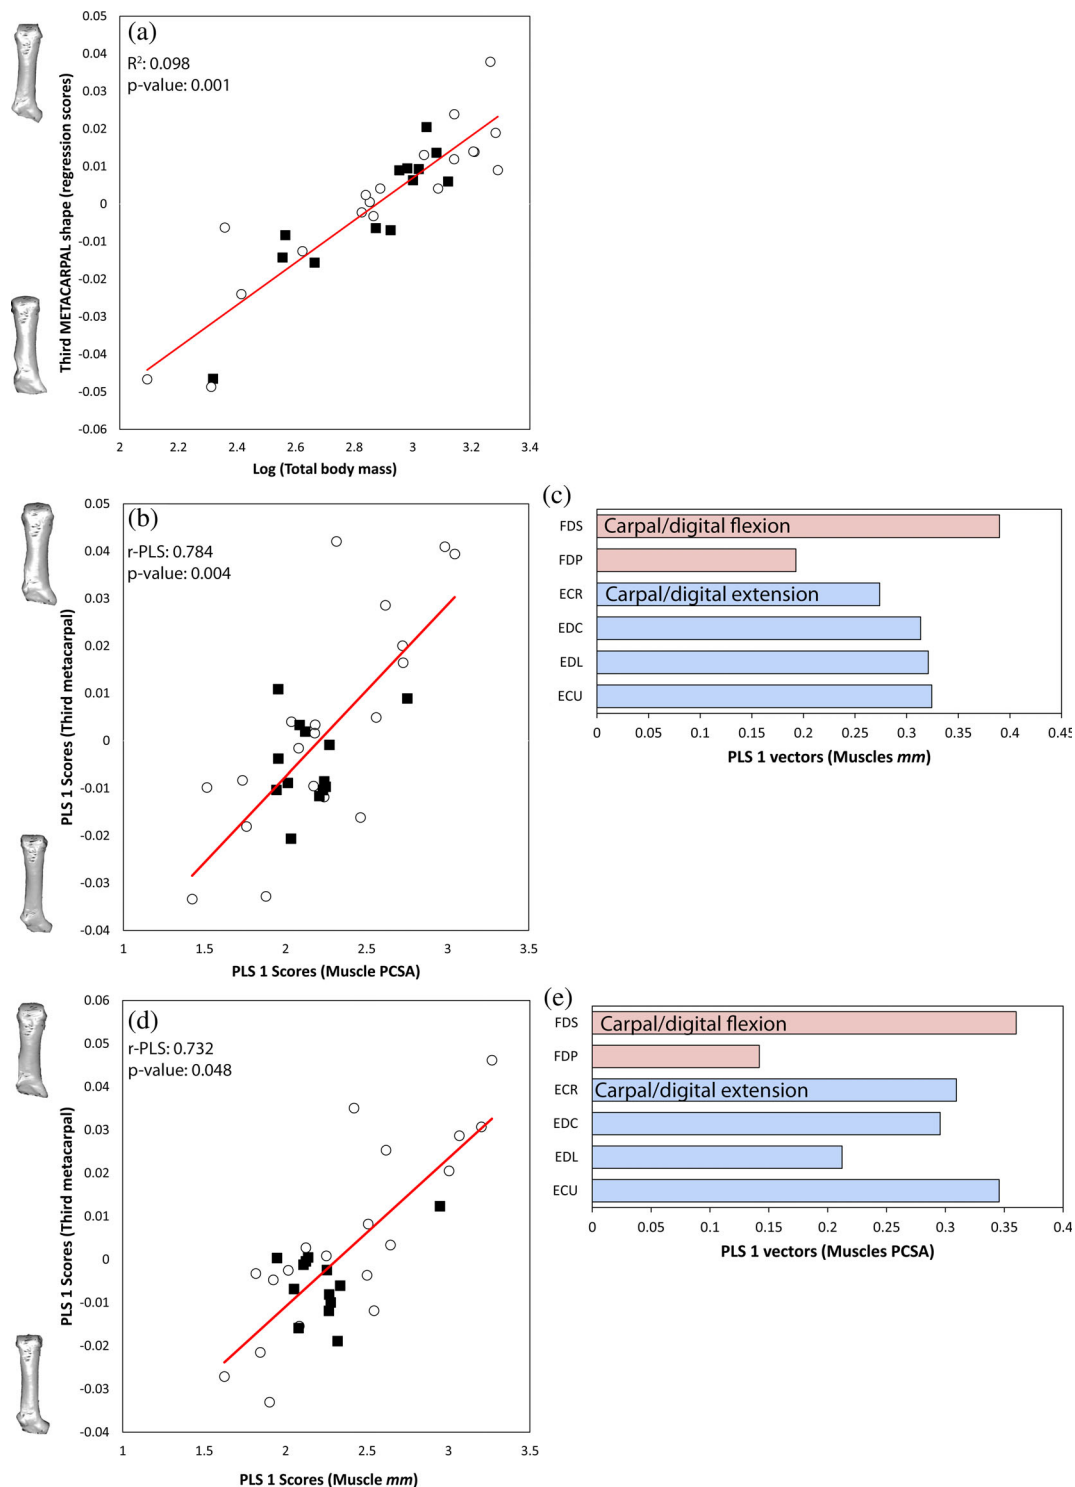 (a)
R²: 0.098
p-value: 0.001
Third METACARPAL shape (regression scores)
0.05
0.04
0.03
0.02
0.01
0
-0.01
-0.02
-0.03
-0.04
-0.05
-0.06
2 2.2 2.4 2.6 2.8 3 3.2 3.4
Log (Total body mass)
(b)
r-PLS: 0.784
p-value: 0.004
PLS 1 Scores (Third metacarpal)
0.05
0.04
0.03
0.02
0.01
0
-0.01
-0.02
-0.03
-0.04
1 1.5 2 2.5 3 3.5
PLS 1 Scores (Muscle PCSA)
(c)
FDS Carpal/digital flexion
FDP
ECR Carpal/digital extension
EDC
EDL
ECU
0 0.05 0.1 0.15 0.2 0.25 0.3 0.35 0.4 0.45
PLS 1 vectors (Muscles mm)
(d)
r-PLS: 0.732
p-value: 0.048
PLS 1 Scores (Third metacarpal)
0.06
0.05
0.04
0.03
0.02
0.01
0
-0.01
-0.02
-0.03
-0.04
1 1.5 2 2.5 3 3.5
PLS 1 Scores (Muscle mm)
(e)
FDS Carpal/digital flexion
FDP
ECR Carpal/digital extension
EDC
EDL
ECU
0 0.05 0.1 0.15 0.2 0.25 0.3 0.35 0.4
PLS 1 vectors (Muscles PCSA)